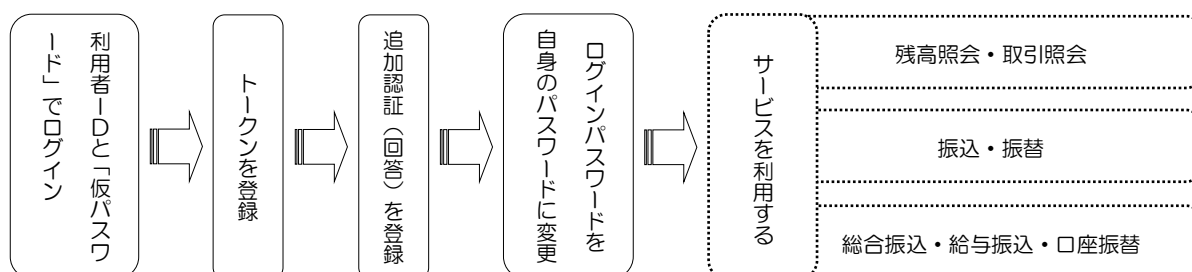 利用者IDと「仮パスワ
ード」でログイン
トークンを登録
追加認証（回答）を登録
ログインパスワードを
自身のパスワードに変更
サービスを利用する
残高照会・取引照会
振込・振替
総合振込・給与振込・口座振替